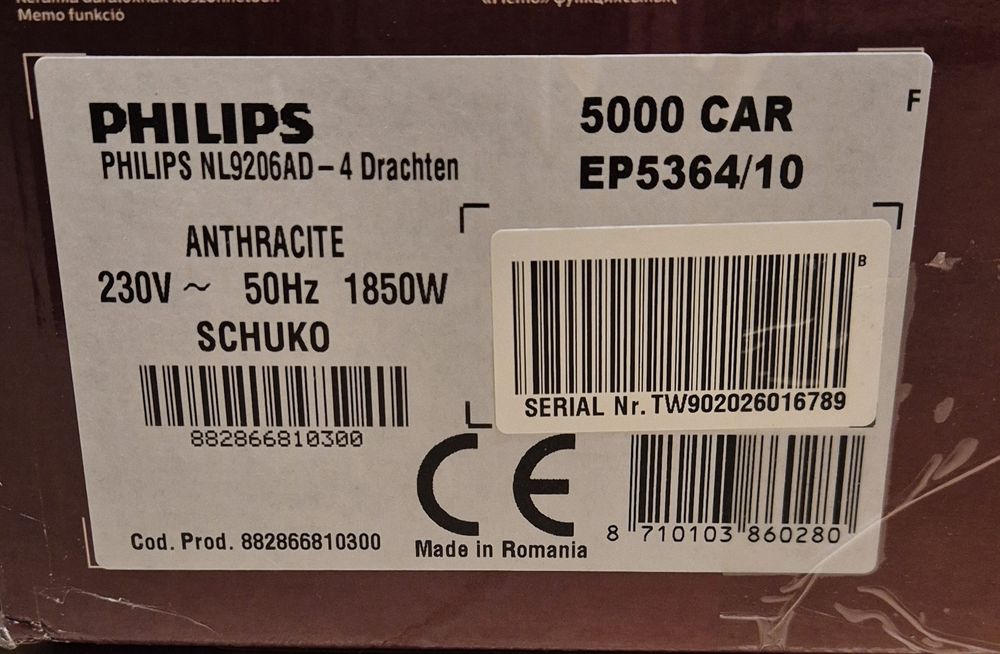 Memo funkció
PHILIPS
PHILIPS NL9206AD-4 Drachten
5000 CAR
EP5364/10
F
ANTHRACITE
230V ~ 50Hz 1850W
SCHUKO
882866810300
B
SERIAL Nr. TW902026016789
CE
Cod. Prod. 882866810300
Made in Romania
8 710103 860280